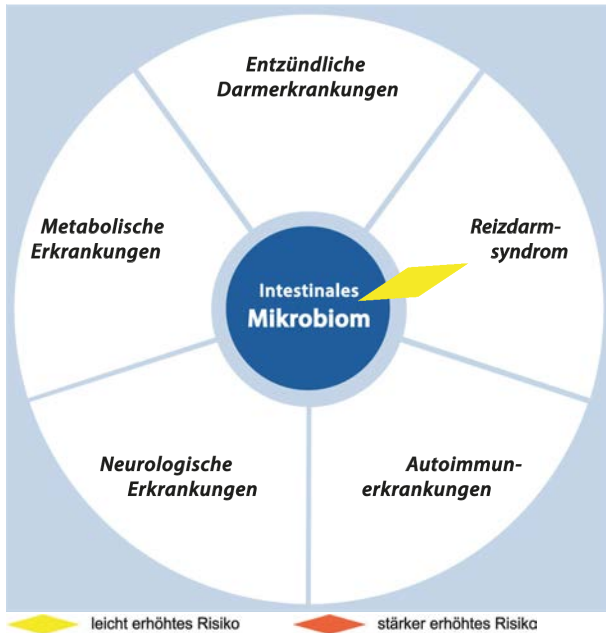 Entzündliche
Darmerkrankungen
Metabolische
Erkrankungen
Reizdarm-
syndrom
Intestinales
Mikrobiom
Neurologische
Erkrankungen
Autoimmun-
erkrankungen
leicht erhöhtes Risiko
stärker erhöhtes Risiko